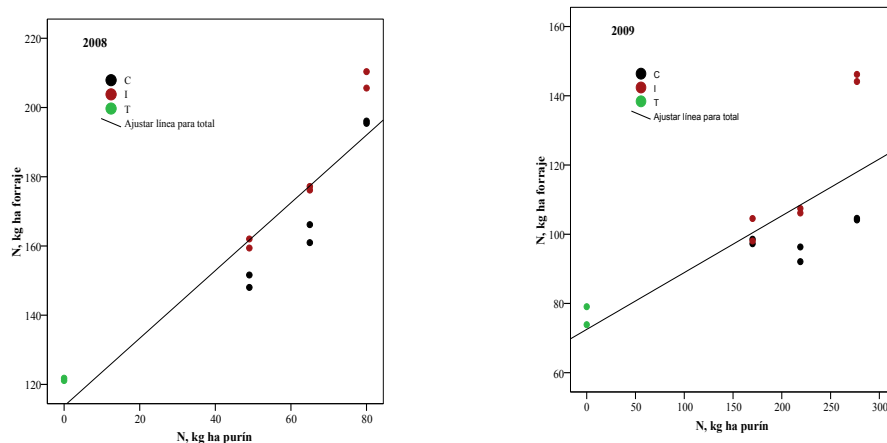 2008
C
I
T
Ajustar línea para total
N, kg ha forraje
220
200
180
160
140
120
0
20
40
60
80
N, kg ha purín
2009
C
I
T
Ajustar línea para total
N, kg ha forraje
160
140
120
100
80
60
0
50
100
150
200
250
300
N, kg ha purín